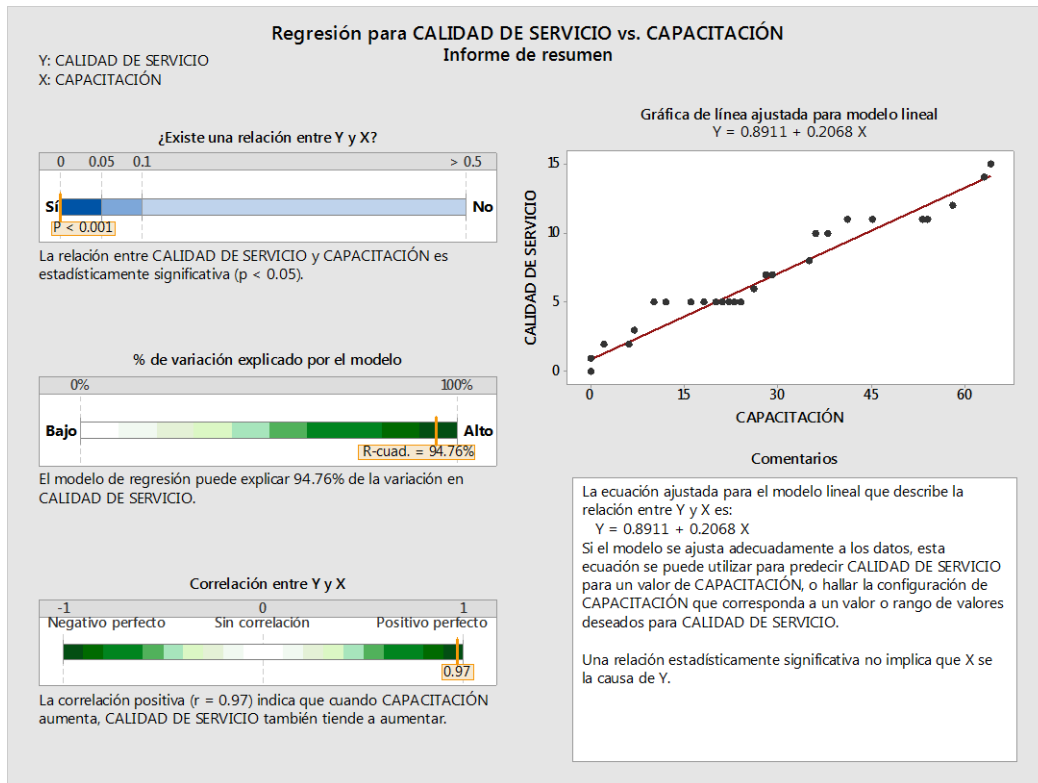 Regresión para CALIDAD DE SERVICIO vs. CAPACITACIÓN
Informe de resumen
Y: CALIDAD DE SERVICIO
X: CAPACITACIÓN
¿Existe una relación entre Y y X?
0 0.05 0.1 > 0.5
Sí No
P < 0.001
La relación entre CALIDAD DE SERVICIO y CAPACITACIÓN es
estadísticamente significativa (p < 0.05).
% de variación explicado por el modelo
0% 100%
Bajo Alto
R-cuad. = 94.76%
El modelo de regresión puede explicar 94.76% de la variación en
CALIDAD DE SERVICIO.
Correlación entre Y y X
-1 0 1
Negativo perfecto Sin correlación Positivo perfecto
0.97
La correlación positiva (r = 0.97) indica que cuando CAPACITACIÓN
aumenta, CALIDAD DE SERVICIO también tiende a aumentar.
Gráfica de línea ajustada para modelo lineal
Y = 0.8911 + 0.2068 X
15
10
5
0
CALIDAD DE SERVICIO
0 15 30 45 60
CAPACITACIÓN
Comentarios
La ecuación ajustada para el modelo lineal que describe la
relación entre Y y X es:
Y = 0.8911 + 0.2068 X
Si el modelo se ajusta adecuadamente a los datos, esta
ecuación se puede utilizar para predecir CALIDAD DE SERVICIO
para un valor de CAPACITACIÓN, o hallar la configuración de
CAPACITACIÓN que corresponda a un valor o rango de valores
deseados para CALIDAD DE SERVICIO.
Una relación estadísticamente significativa no implica que X se
la causa de Y.